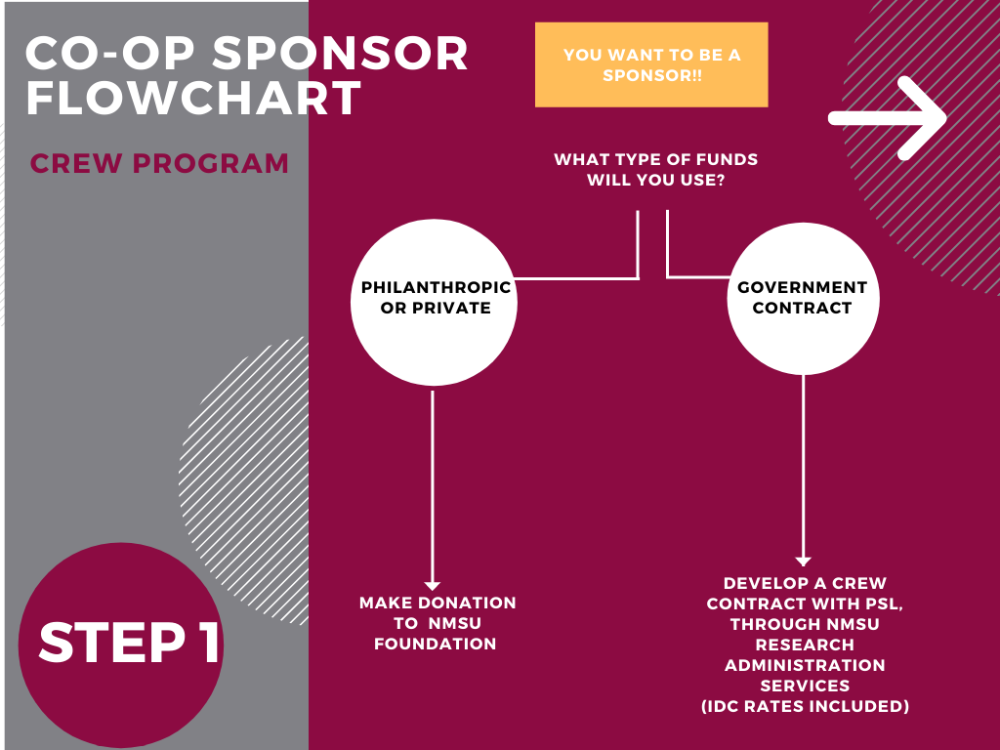 CO-OP SPONSOR
FLOWCHART
CREW PROGRAM
YOU WANT TO BE A
SPONSOR!!
WHAT TYPE OF FUNDS
WILL YOU USE?
PHILANTHROPIC
OR PRIVATE
GOVERNMENT
CONTRACT
MAKE DONATION
TO NMSU
FOUNDATION
DEVELOP A CREW
CONTRACT WITH PSL,
THROUGH NMSU
RESEARCH
ADMINISTRATION
SERVICES
(IDC RATES INCLUDED)
STEP 1